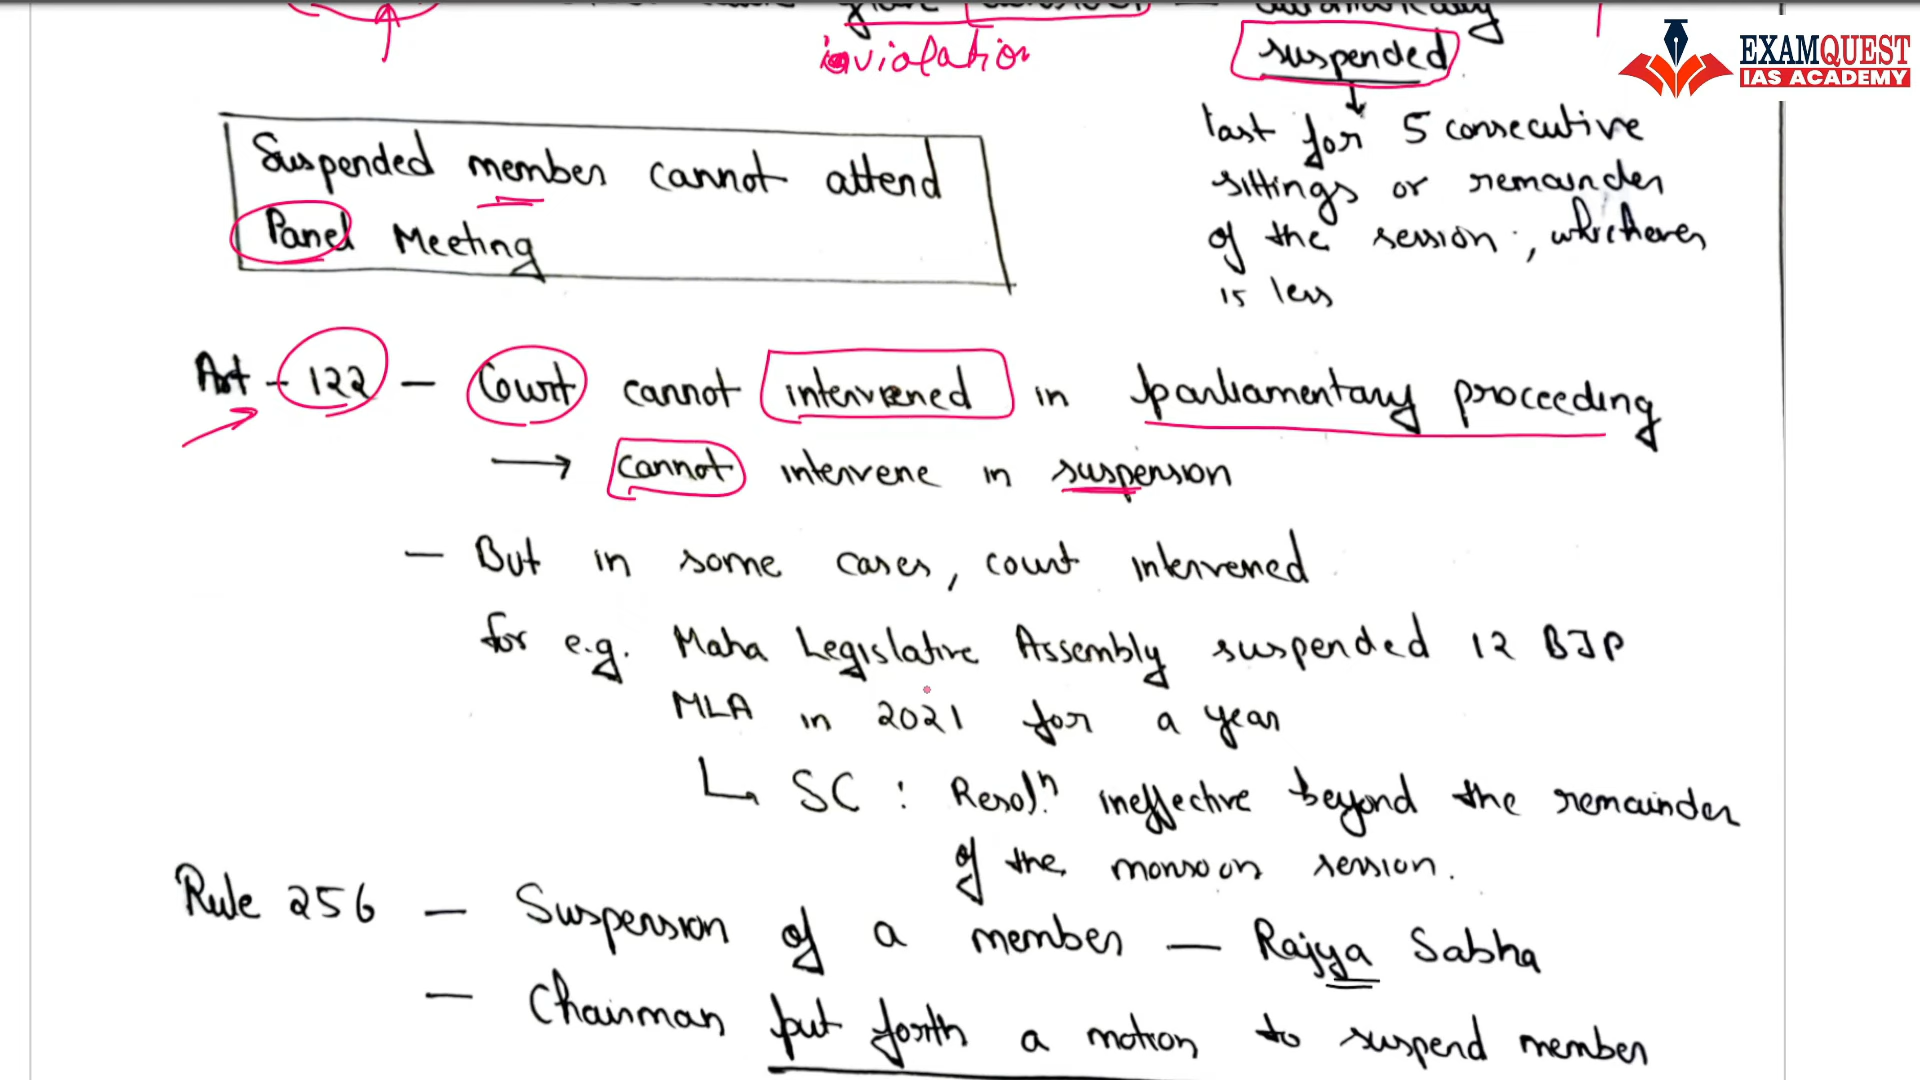 inviolation
suspended
EXAMQUEST
IAS ACADEMY
last for 5 consecutive
sittings or remainder
of the session, whichever
is less
Suspended member cannot attend
Panel Meeting
Art - 122 - Court cannot intervened in parliamentary proceeding
→ cannot intervene in suspension
- But in some cases, court intervened
for e.g. Maha Legislative Assembly suspended 12 BJP
MLA in 2021 for a year
↳ SC : Resol.n ineffective beyond the remainder
of the monsoon session.
Rule 256 - Suspension of a member - Rajya Sabha
- Chairman put forth a motion to suspend member